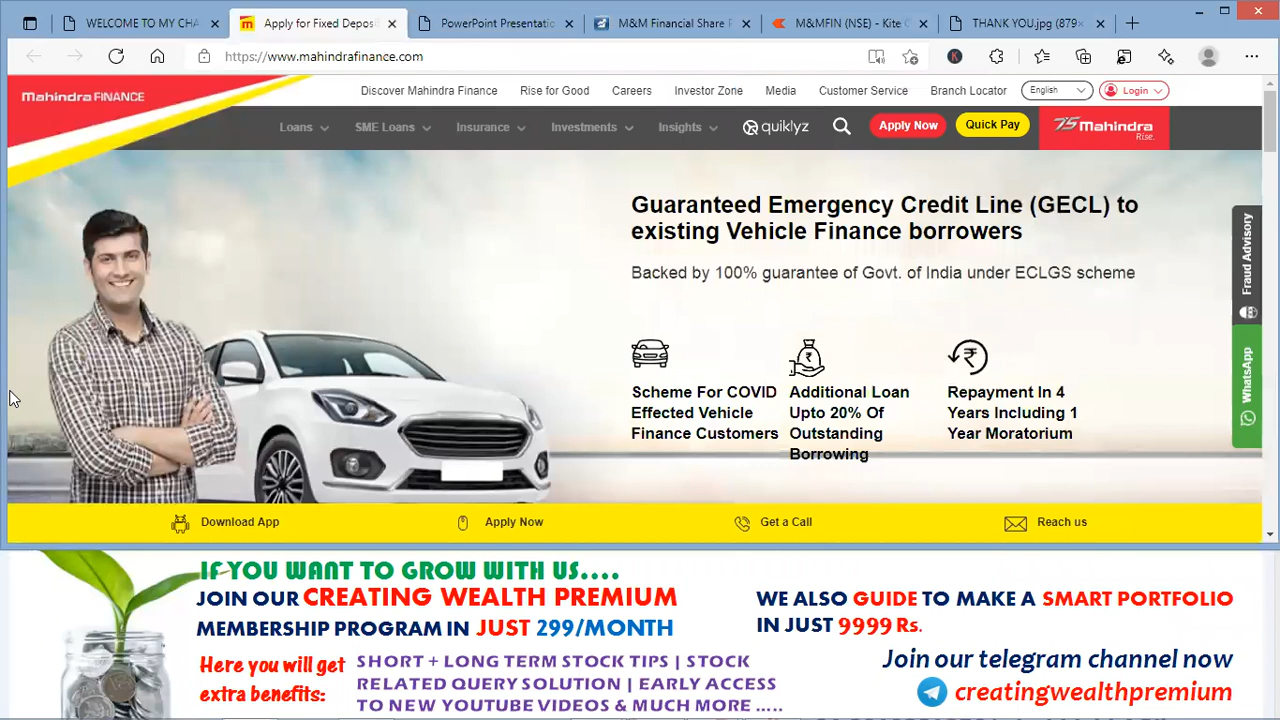 WELCOME TO MY CHA
Apply for Fixed Deposi
PowerPoint Presentatio
M&M Financial Share P
M&MFIN (NSE) - Kite C
THANK YOU.jpg (879×
https://www.mahindrafinance.com
Mahindra FINANCE
Discover Mahindra Finance
Rise for Good
Careers
Investor Zone
Media
Customer Service
Branch Locator
English
Login
Loans
SME Loans
Insurance
Investments
Insights
quiklyz
Apply Now
Quick Pay
75 Mahindra
Rise.
Guaranteed Emergency Credit Line (GECL) to
existing Vehicle Finance borrowers
Backed by 100% guarantee of Govt. of India under ECLGS scheme
Scheme For COVID
Effected Vehicle
Finance Customers
Additional Loan
Upto 20% Of
Outstanding
Borrowing
Repayment In 4
Years Including 1
Year Moratorium
Fraud Advisory
WhatsApp
Download App
Apply Now
Get a Call
Reach us
IF YOU WANT TO GROW WITH US....
JOIN OUR CREATING WEALTH PREMIUM
MEMBERSHIP PROGRAM IN JUST 299/MONTH
Here you will get
extra benefits:
SHORT + LONG TERM STOCK TIPS | STOCK
RELATED QUERY SOLUTION | EARLY ACCESS
TO NEW YOUTUBE VIDEOS & MUCH MORE .....
WE ALSO GUIDE TO MAKE A SMART PORTFOLIO
IN JUST 9999 Rs.
Join our telegram channel now
creatingwealthpremium